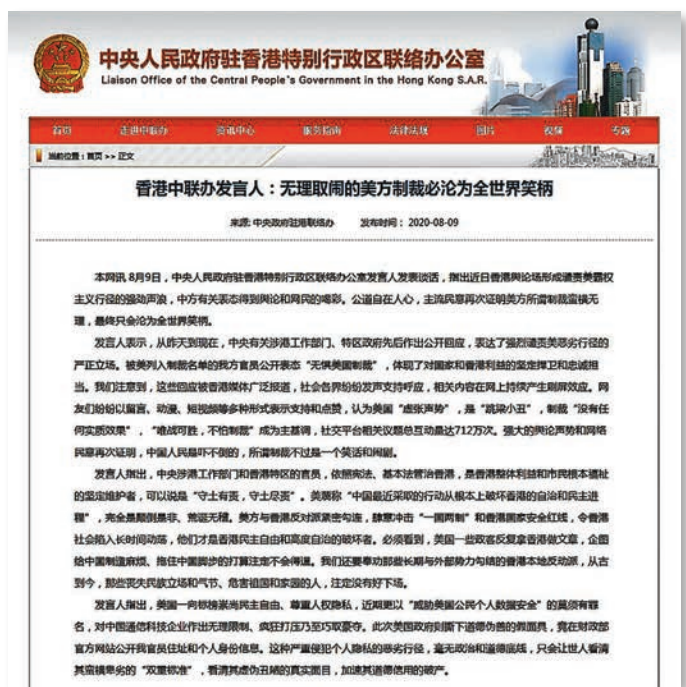 中央人民政府驻香港特别行政区联络办公室
Liaison Office of the Central People's Government in the Hong Kong S.A.R.
首页 走进中联办 资讯中心 服务指南 法律法规 图片 视频 专题
当前位置：首页 >> 正文
香港中联办发言人：无理取闹的美方制裁必沦为全世界笑柄
来源: 中央政府驻港联络办 发布时间：2020-08-09
本网讯 8月9日，中央人民政府驻香港特别行政区联络办公室发言人发表谈话，指出近日香港舆论场形成谴责美霸权
主义行径的强劲声浪，中方有关表态得到舆论和网民的喝彩。公道自在人心，主流民意再次证明美方所谓制裁蛮横无
理，最终只会沦为全世界笑柄。
发言人表示，从昨天到现在，中央有关涉港工作部门、特区政府先后作出公开回应，表达了强烈谴责美恶劣行径的
严正立场。被美列入制裁名单的我方官员公开表态“无惧美国制裁”，体现了对国家和香港利益的坚定捍卫和忠诚担
当。我们注意到，这些回应被香港媒体广泛报道，社会各界纷纷发声支持呼应，相关内容在网上持续产生刷屏效应。网
友们纷纷以留言、动漫、短视频等多种形式表示支持和点赞，认为美国“虚张声势”，是“跳梁小丑”，制裁“没有任
何实质效果”，“唯战可胜，不怕制裁”成为主基调，社交平台相关议题总互动量达712万次。强大的舆论声势和网络
民意再次证明，中国人民是吓不倒的，所谓制裁不过是一个笑话和闹剧。
发言人指出，中央涉港工作部门和香港特区的官员，依照宪法、基本法管治香港，是香港整体利益和市民根本福祉
的坚定维护者，可以说是“守土有责，守土尽责”。美诬称“中国最近采取的行动从根本上破坏香港的自治和民主进
程”，完全是颠倒是非、荒诞无稽。美方与香港反对派紧密勾连，肆意冲击“一国两制”和香港国家安全红线，令香港
社会陷入长时间动荡，他们才是香港民主自由和高度自治的破坏者。必须看到，美国一些政客反复拿香港做文章，企图
给中国制造麻烦、拖住中国脚步的打算注定不会得逞。我们还要奉劝那些长期与外部势力勾结的香港本地反动派，从古
到今，那些丧失民族立场和气节、危害祖国和家园的人，注定没有好下场。
发言人指出，美国一向标榜崇尚民主自由、尊重人权隐私，近期更以“威胁美国公民个人数据安全”的莫须有罪
名，对中国通信科技企业作出无理限制、疯狂打压乃至巧取豪夺。此次美国政府则撕下道德伪善的假面具，竟在财政部
官方网站公开我官员住址和个人身份信息。这种严重侵犯个人隐私的恶劣行径，毫无政治和道德底线，只会让世人看清
其蛮横卑劣的“双重标准”，看清其虚伪丑陋的真实面目，加速其道德信用的破产。